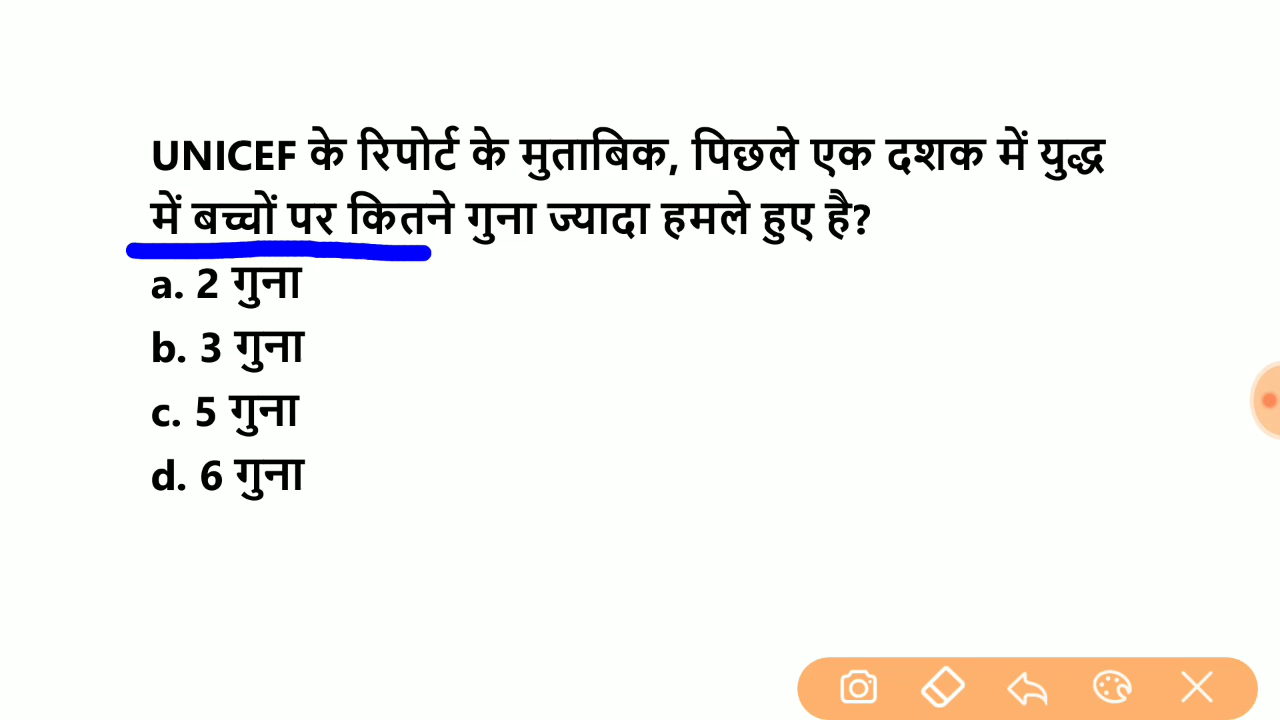 UNICEF के रिपोर्ट के मुताबिक, पिछले एक दशक में युद्ध
में बच्चों पर कितने गुना ज्यादा हमले हुए है?
a. 2 गुना
b. 3 गुना
c. 5 गुना
d. 6 गुना